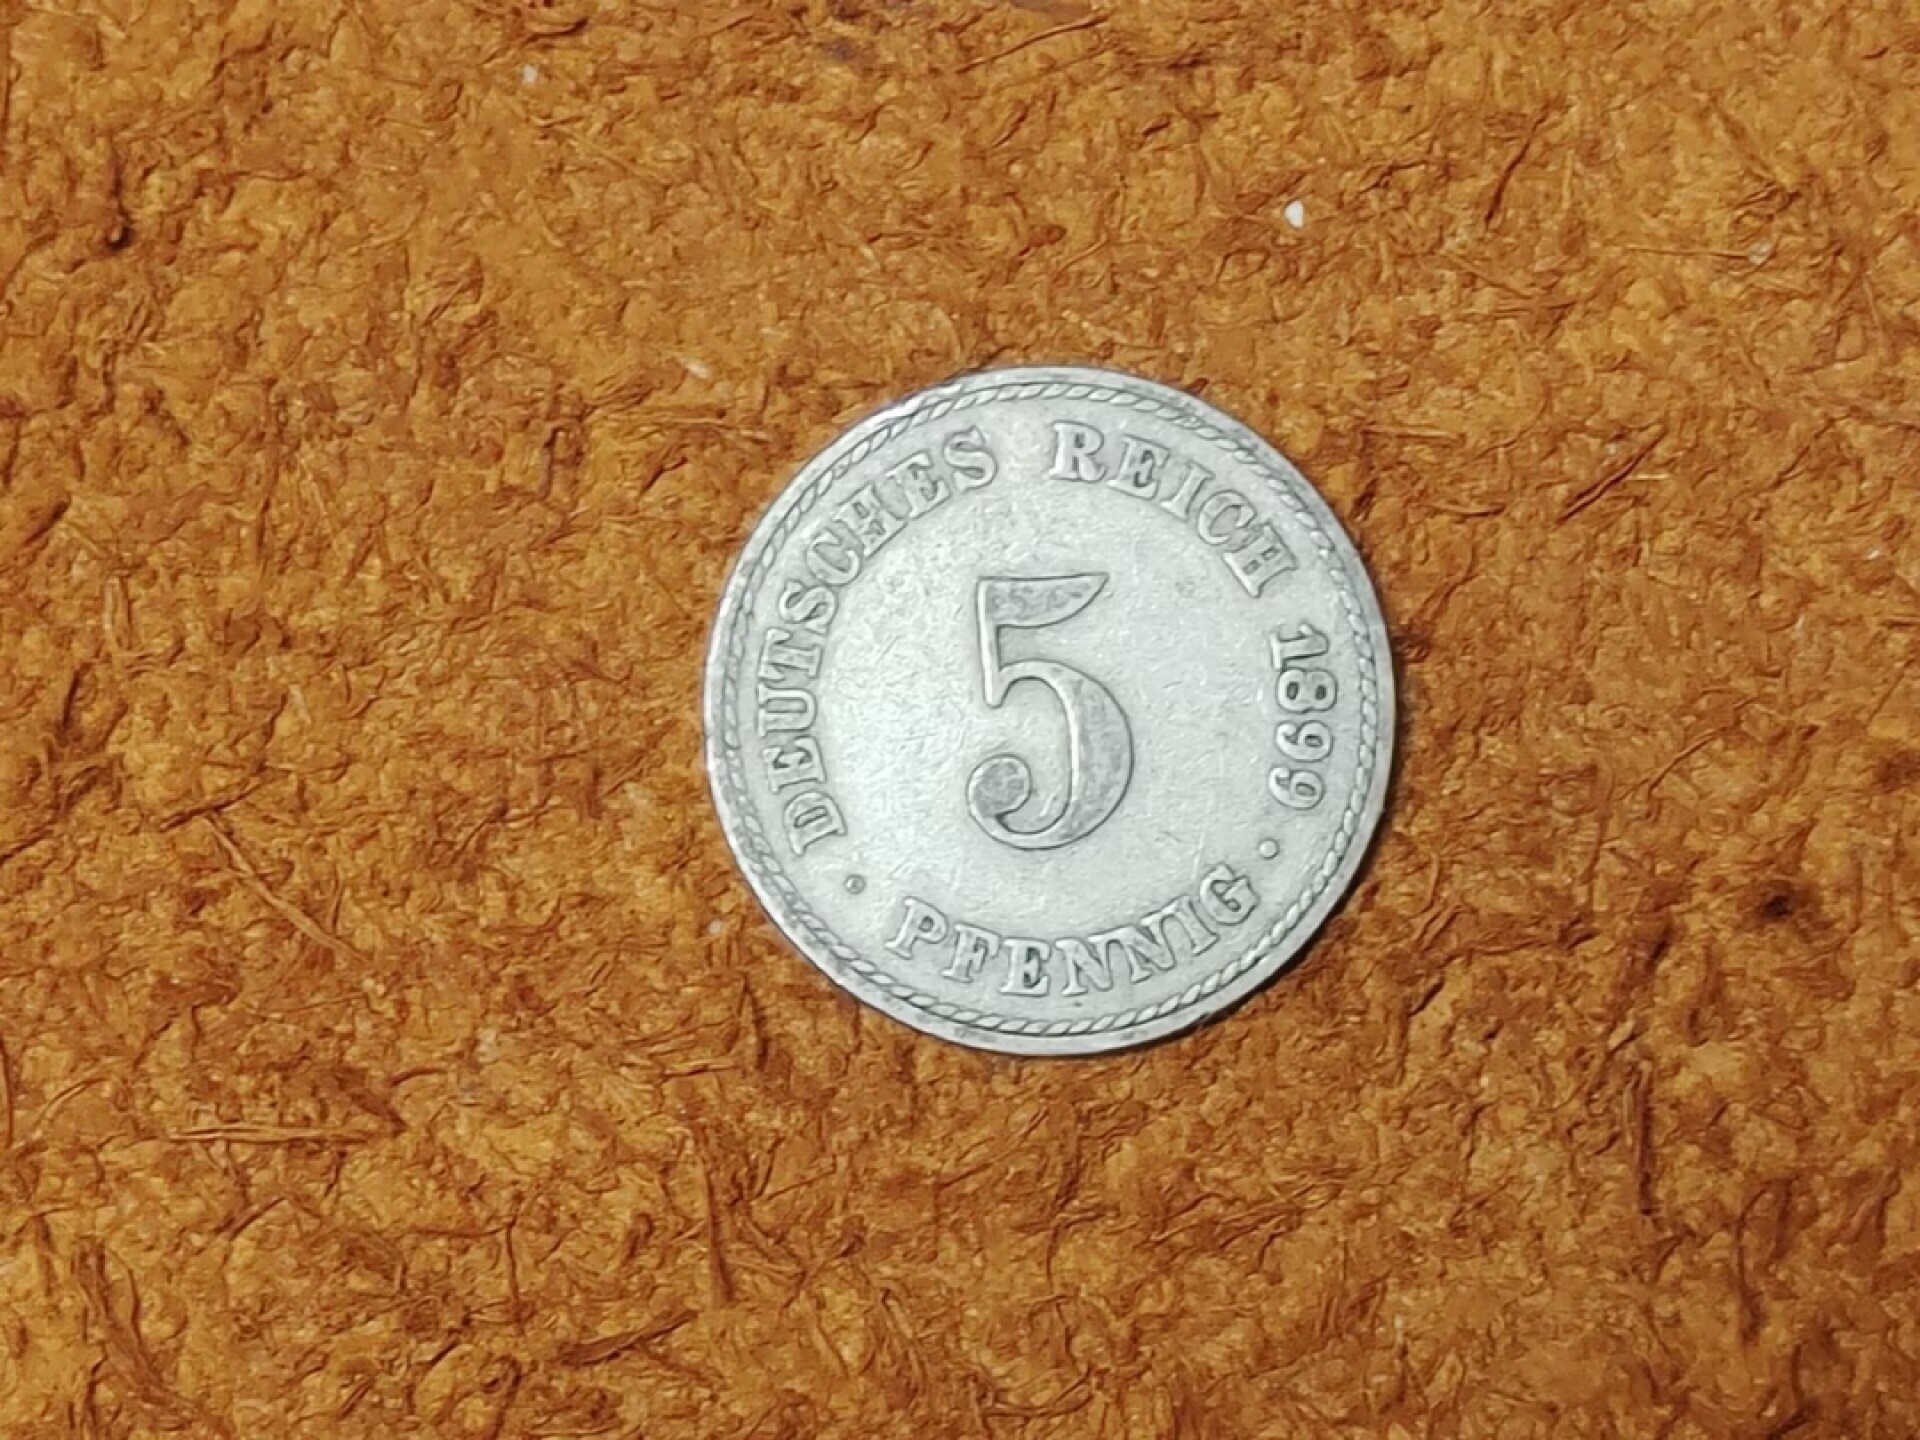 DEUTSCHES REICH 1899
5
· PFENNIG ·